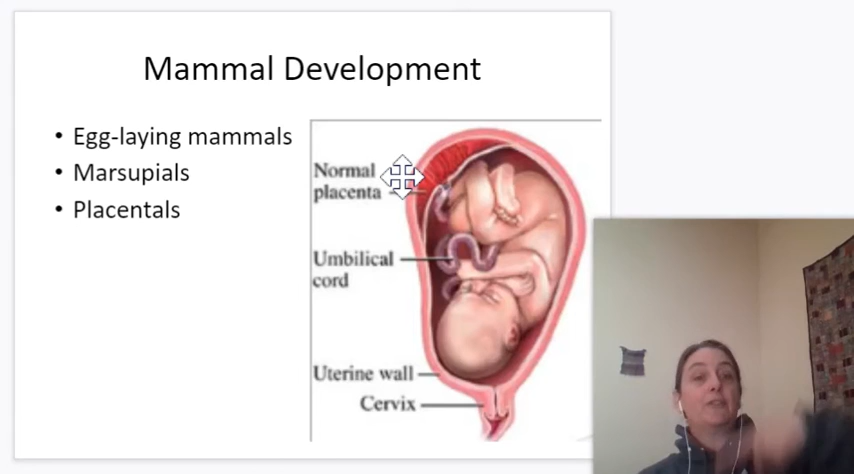 Mammal Development
• Egg-laying mammals
• Marsupials
• Placentals
Normal
placenta
Umbilical
cord
Uterine wall
Cervix